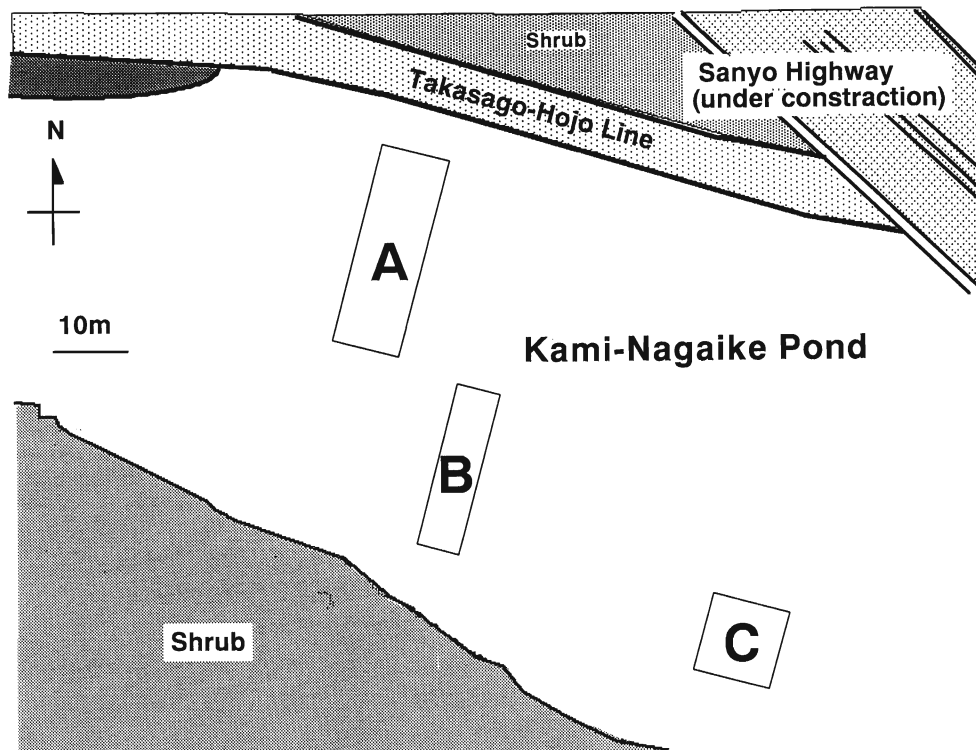 Shrub
Sanyo Highway
(under constraction)
Takasago-Hojo Line
N
A
10m
Kami-Nagaike Pond
B
C
Shrub